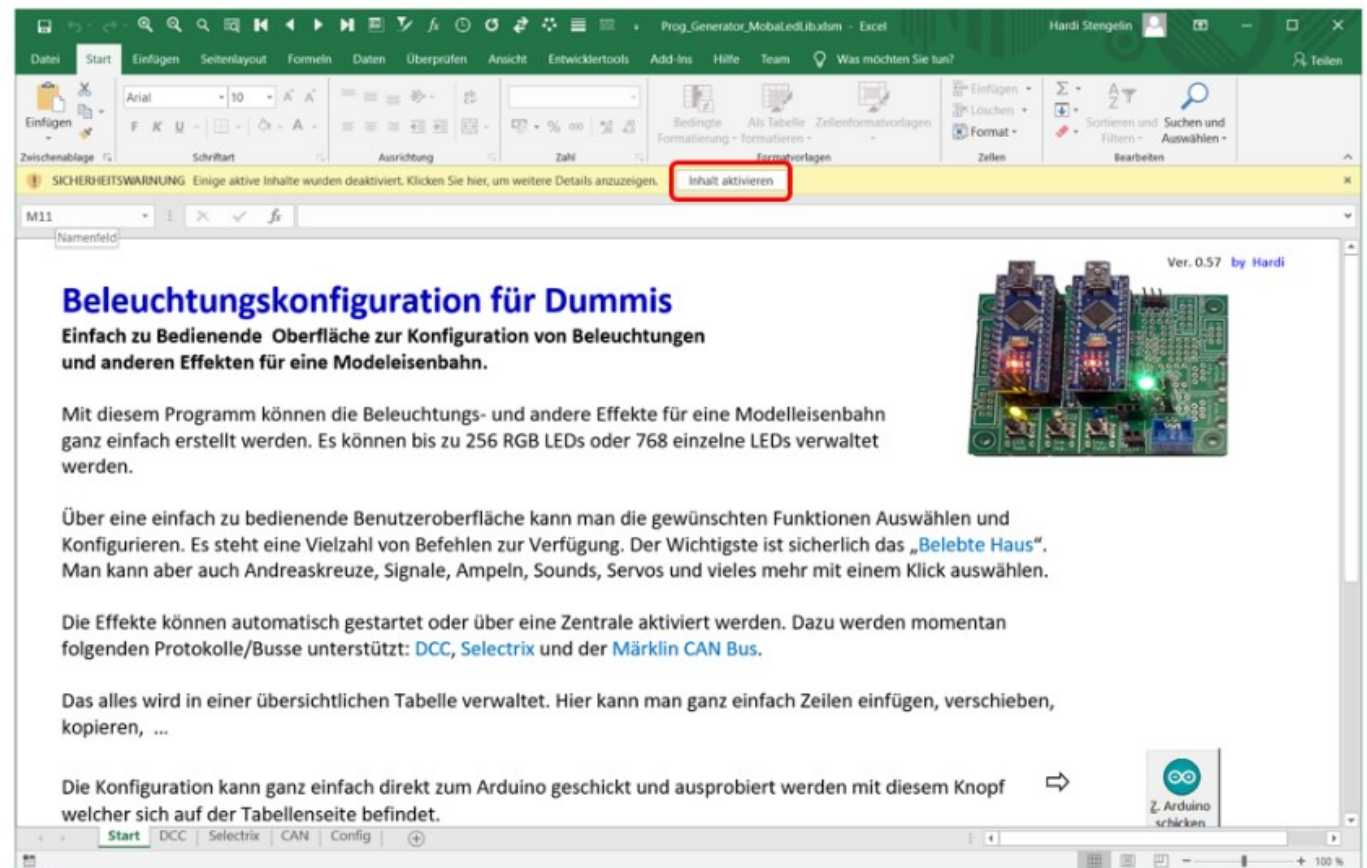 Prog_Generator_MobaLedLib.xlsm - Excel
Hardi Stengelin
Datei Start Einfügen Seitenlayout Formeln Daten Überprüfen Ansicht Entwicklertools Add-Ins Hilfe Team Was möchten Sie tun? Teilen
Einfügen
Arial 10
F K U
Bedingte Formatierung
Als Tabelle formatieren
Zellenformatvorlagen
Einfügen
Löschen
Format
Sortieren und Filtern
Suchen und Auswählen
Zwischenablage Schriftart Ausrichtung Zahl Formatvorlagen Zellen Bearbeiten
SICHERHEITSWARNUNG Einige aktive Inhalte wurden deaktiviert. Klicken Sie hier, um weitere Details anzuzeigen. Inhalt aktivieren
M11 fx
Namenfeld
Ver. 0.57 by Hardi
Beleuchtungskonfiguration für Dummis
Einfach zu Bedienende Oberfläche zur Konfiguration von Beleuchtungen
und anderen Effekten für eine Modeleisenbahn.
Mit diesem Programm können die Beleuchtungs- und andere Effekte für eine Modelleisenbahn
ganz einfach erstellt werden. Es können bis zu 256 RGB LEDs oder 768 einzelne LEDs verwaltet
werden.
Über eine einfach zu bedienende Benutzeroberfläche kann man die gewünschten Funktionen Auswählen und
Konfigurieren. Es steht eine Vielzahl von Befehlen zur Verfügung. Der Wichtigste ist sicherlich das „Belebte Haus“.
Man kann aber auch Andreaskreuze, Signale, Ampeln, Sounds, Servos und vieles mehr mit einem Klick auswählen.
Die Effekte können automatisch gestartet oder über eine Zentrale aktiviert werden. Dazu werden momentan
folgenden Protokolle/Busse unterstützt: DCC, Selectrix und der Märklin CAN Bus.
Das alles wird in einer übersichtlichen Tabelle verwaltet. Hier kann man ganz einfach Zeilen einfügen, verschieben,
kopieren, ...
Die Konfiguration kann ganz einfach direkt zum Arduino geschickt und ausprobiert werden mit diesem Knopf
welcher sich auf der Tabellenseite befindet.
Z. Arduino
schicken
Start DCC Selectrix CAN Config
100 %